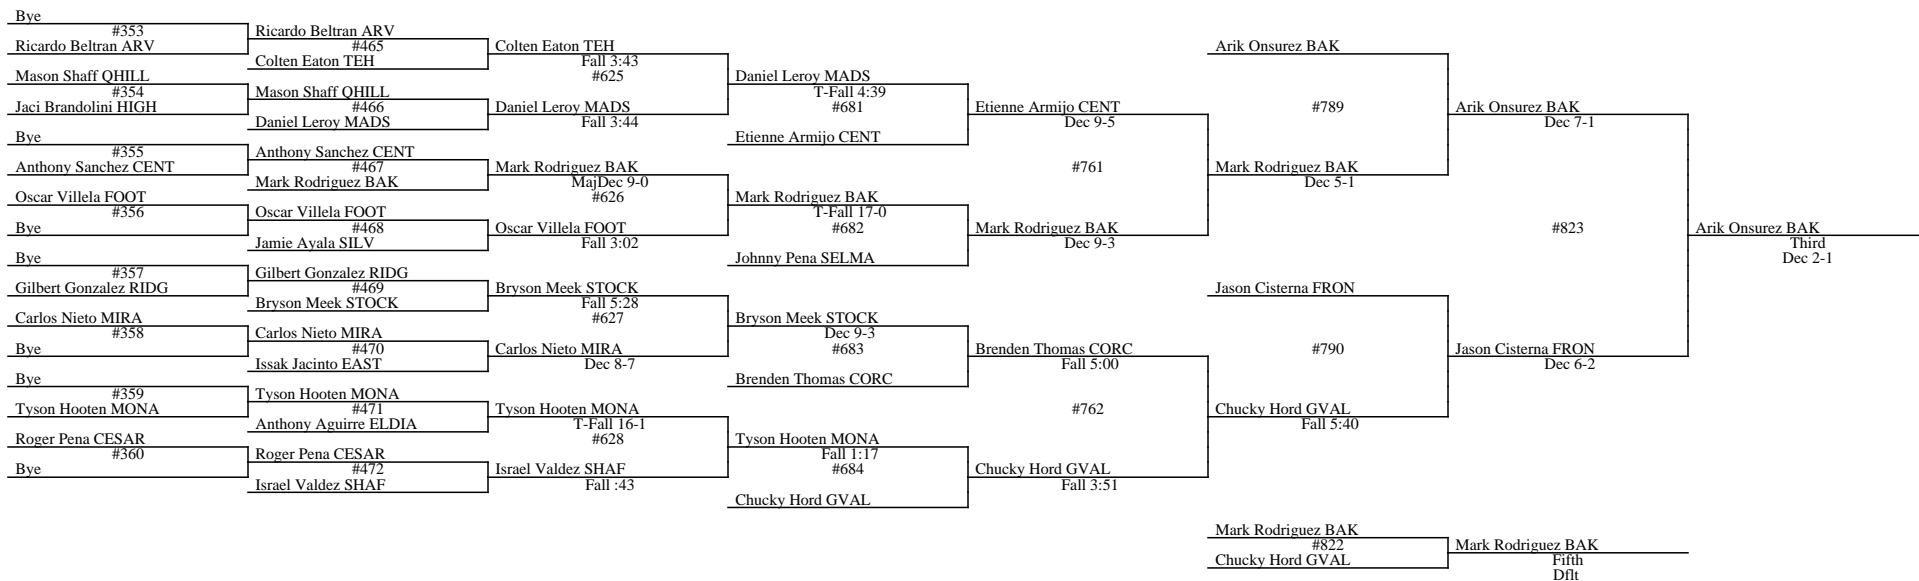 Bye
#353
Ricardo Beltran ARV
Mason Shaff QHILL
#354
Jaci Brandolini HIGH
Bye
#355
Anthony Sanchez CENT
Oscar Villela FOOT
#356
Bye
Bye
#357
Gilbert Gonzalez RIDG
Carlos Nieto MIRA
#358
Bye
Bye
#359
Tyson Hooten MONA
Roger Pena CESAR
#360
Bye
Ricardo Beltran ARV
#465
Colten Eaton TEH
Mason Shaff QHILL
#466
Daniel Leroy MADS
Anthony Sanchez CENT
#467
Mark Rodriguez BAK
Oscar Villela FOOT
#468
Jamie Ayala SILV
Gilbert Gonzalez RIDG
#469
Bryson Meek STOCK
Carlos Nieto MIRA
#470
Issak Jacinto EAST
Tyson Hooten MONA
#471
Anthony Aguirre ELDIA
Roger Pena CESAR
#472
Israel Valdez SHAF
Colten Eaton TEH
Fall 3:43
#625
Daniel Leroy MADS
Fall 3:44
Mark Rodriguez BAK
MajDec 9-0
#626
Oscar Villela FOOT
Fall 3:02
Bryson Meek STOCK
Fall 5:28
#627
Carlos Nieto MIRA
Dec 8-7
Tyson Hooten MONA
T-Fall 16-1
#628
Israel Valdez SHAF
Fall :43
Daniel Leroy MADS
T-Fall 4:39
#681
Etienne Armijo CENT
Mark Rodriguez BAK
T-Fall 17-0
#682
Johnny Pena SELMA
Bryson Meek STOCK
Dec 9-3
#683
Brenden Thomas CORC
Tyson Hooten MONA
Fall 1:17
#684
Chucky Hord GVAL
Etienne Armijo CENT
Dec 9-5
#761
Mark Rodriguez BAK
Dec 9-3
Brenden Thomas CORC
Fall 5:00
#762
Chucky Hord GVAL
Fall 3:51
Arik Onsurez BAK
#789
Mark Rodriguez BAK
Dec 5-1
Jason Cisterna FRON
#790
Chucky Hord GVAL
Fall 5:40
Arik Onsurez BAK
Dec 7-1
#823
Jason Cisterna FRON
Dec 6-2
Arik Onsurez BAK
Third
Dec 2-1
Mark Rodriguez BAK
#822
Chucky Hord GVAL
Mark Rodriguez BAK
Fifth
Dflt